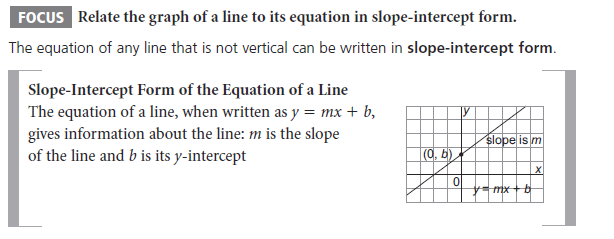 FOCUS Relate the graph of a line to its equation in slope-intercept form.
The equation of any line that is not vertical can be written in slope-intercept form.
Slope-Intercept Form of the Equation of a Line
The equation of a line, when written as y = mx + b,
gives information about the line: m is the slope
of the line and b is its y-intercept
y
slope is m
(0, b)
x
0
y = mx + b